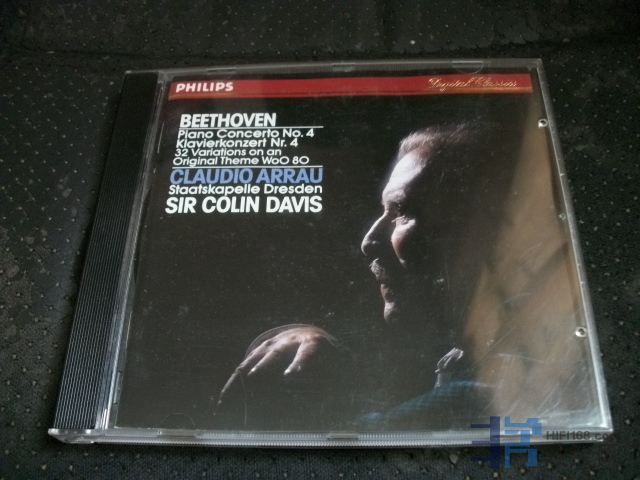 PHILIPS
Digital Classics
BEETHOVEN
Piano Concerto No. 4
Klavierkonzert Nr. 4
32 Variations on an
Original Theme WoO 80
CLAUDIO ARRAU
Staatskapelle Dresden
SIR COLIN DAVIS
HIFI168.co